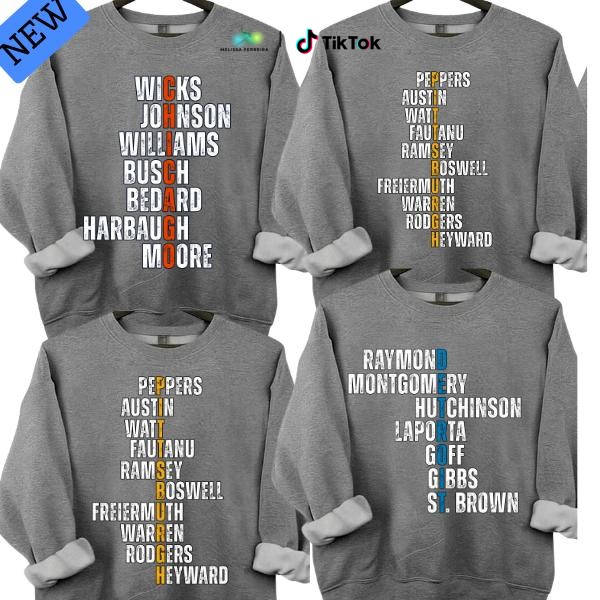 NEW
MELISSA FERREIRA
TikTok
WICKS
JOHNSON
WILLIAMS
BUSCH
BEDARD
HARBAUGH
MOORE
PEPPERS
AUSTIN
WATT
FAUTANU
RAMSEY
BOSWELL
FREIERMUTH
WARREN
RODGERS
HEYWARD
PEPPERS
AUSTIN
WATT
FAUTANU
RAMSEY
BOSWELL
FREIERMUTH
WARREN
RODGERS
HEYWARD
RAYMOND
MONTGOMERY
HUTCHINSON
LAPORTA
GOFF
GIBBS
ST. BROWN